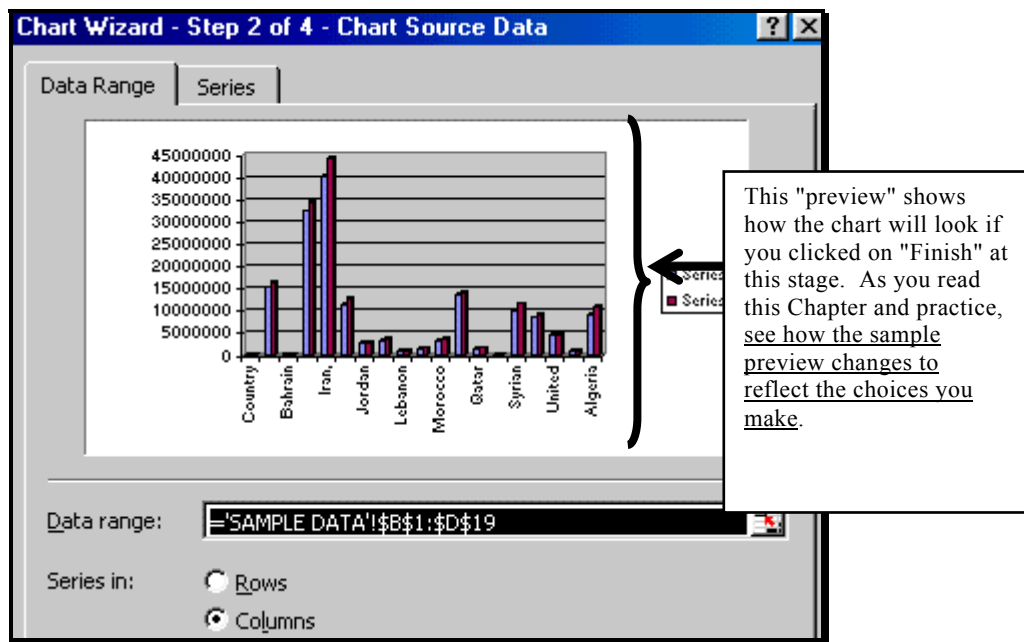 Chart Wizard - Step 2 of 4 - Chart Source Data
Data Range
Series
45000000
40000000
35000000
30000000
25000000
20000000
15000000
10000000
5000000
0
Country
Bahrain
Iran,
Jordan
Lebanon
Morocco
Qatar
Syrian
United
Algeria
Series
Series
This "preview" shows
how the chart will look if
you clicked on "Finish" at
this stage. As you read
this Chapter and practice,
see how the sample
preview changes to
reflect the choices you
make.
Data range:
='SAMPLE DATA'!$B$1:$D$19
Series in:
Rows
Columns